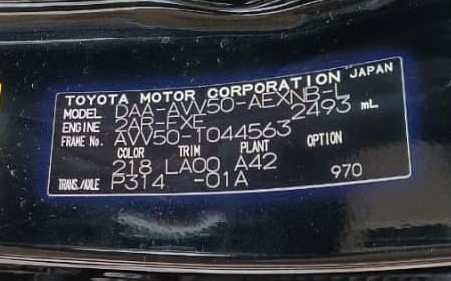 TOYOTA MOTOR CORPORATION JAPAN
MODEL DAA-AVV50-AEXNB-L
ENGINE 2AR-FXE 2493 mL
FRAME No. AVV50-1044563
COLOR TRIM PLANT OPTION
218 LA00 A42
TRANS./AXLE P314 -01A 970